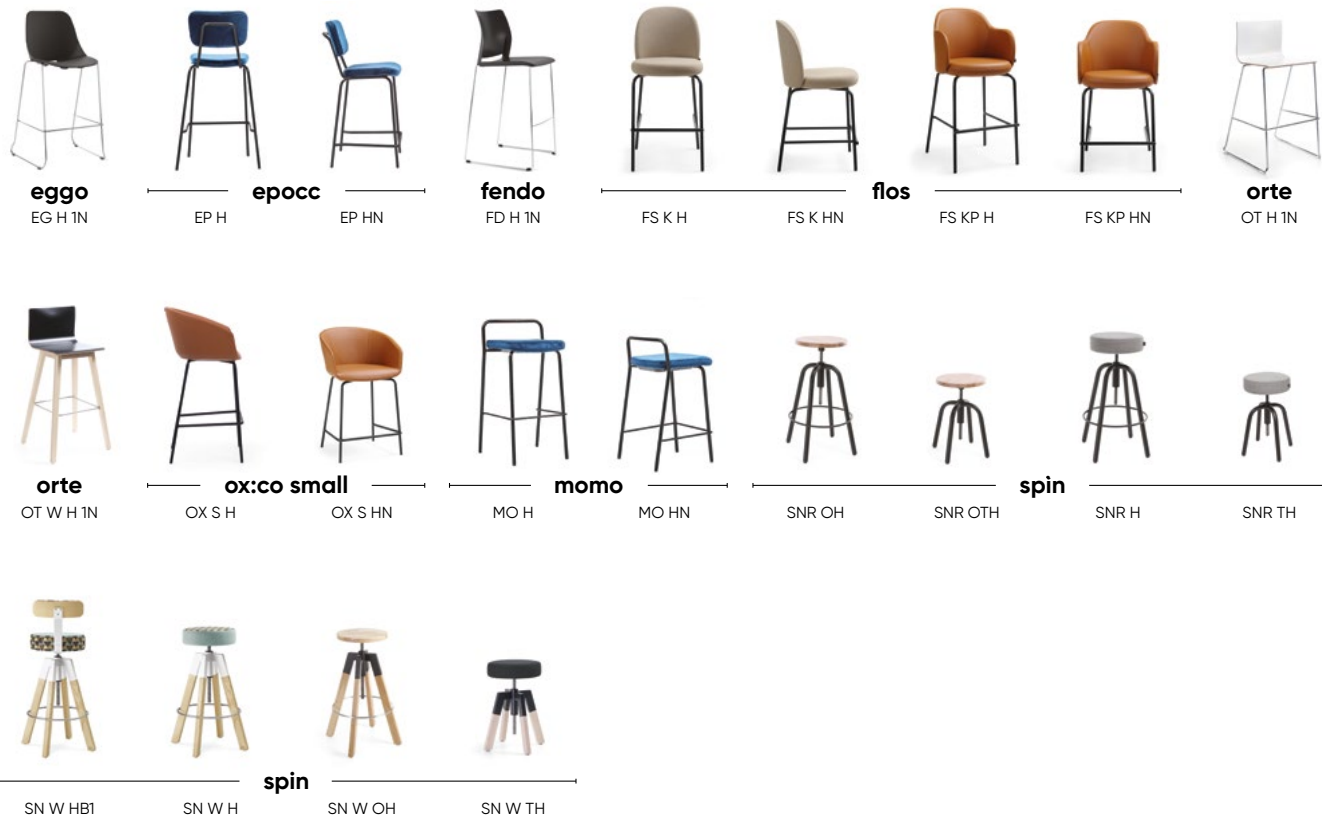 eggo epocc fendo flos orte
EG H 1N EP H EP HN FD H 1N FS K H FS K HN FS KP H FS KP HN OT H 1N
orte ox:co small momo spin
OT W H 1N OX S H OX S HN MO H MO HN SNR OH SNR OTH SNR H SNR TH
spin
SN W HB1 SN W H SN W OH SN W TH